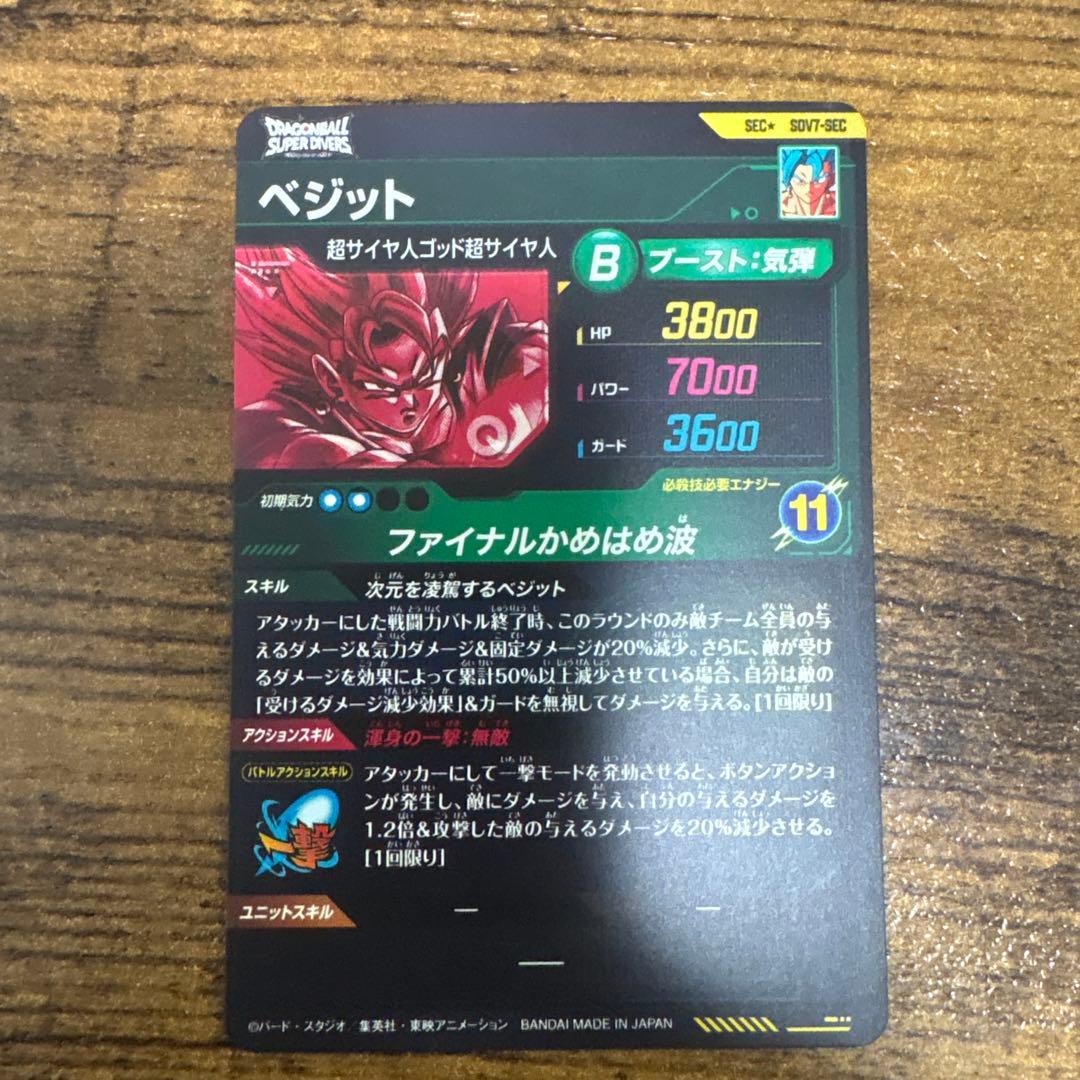 DRAGONBALL
SUPER DIVERS
SEC★ SDV7-SEC
ベジット
超サイヤ人ゴッド超サイヤ人
B ブースト:気弾
HP 3800
パワー 7000
ガード 3600
初期気力
必殺技必要エナジー
11
ファイナルかめはめ波
スキル 次元を凌駕するベジット
アタッカーにした戦闘力バトル終了時、このラウンドのみ敵チーム全員の与
えるダメージ&気力ダメージ&固定ダメージが20%減少。さらに、敵が受け
るダメージを効果によって累計50%以上減少させている場合、自分は敵の
「受けるダメージ減少効果」&ガードを無視してダメージを与える。[1回限り]
アクションスキル 渾身の一撃:無敵
バトルアクションスキル
一撃
アタッカーにして一撃モードを発動させると、ボタンアクショ
ンが発生し、敵にダメージを与え、自分の与えるダメージを
1.2倍&攻撃した敵の与えるダメージを20%減少させる。
[1回限り]
ユニットスキル ー ー
ー
©バード・スタジオ/集英社・東映アニメーション BANDAI MADE IN JAPAN